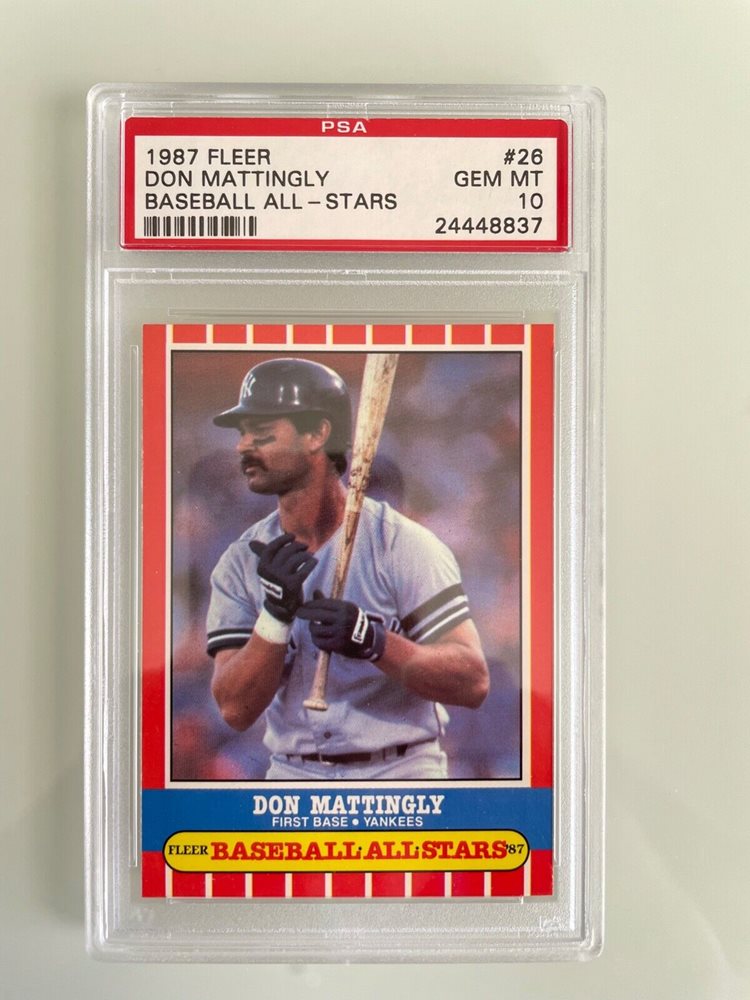 PSA
1987 FLEER #26
DON MATTINGLY GEM MT
BASEBALL ALL-STARS 10
24448837
NY
DON MATTINGLY
FIRST BASE • YANKEES
FLEER BASEBALL•ALL•STARS '87